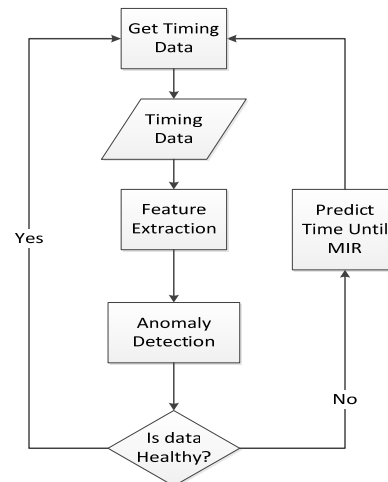 Get Timing
Data
Timing
Data
Feature
Extraction
Predict
Time Until
MIR
Yes
Anomaly
Detection
No
Is data
Healthy?